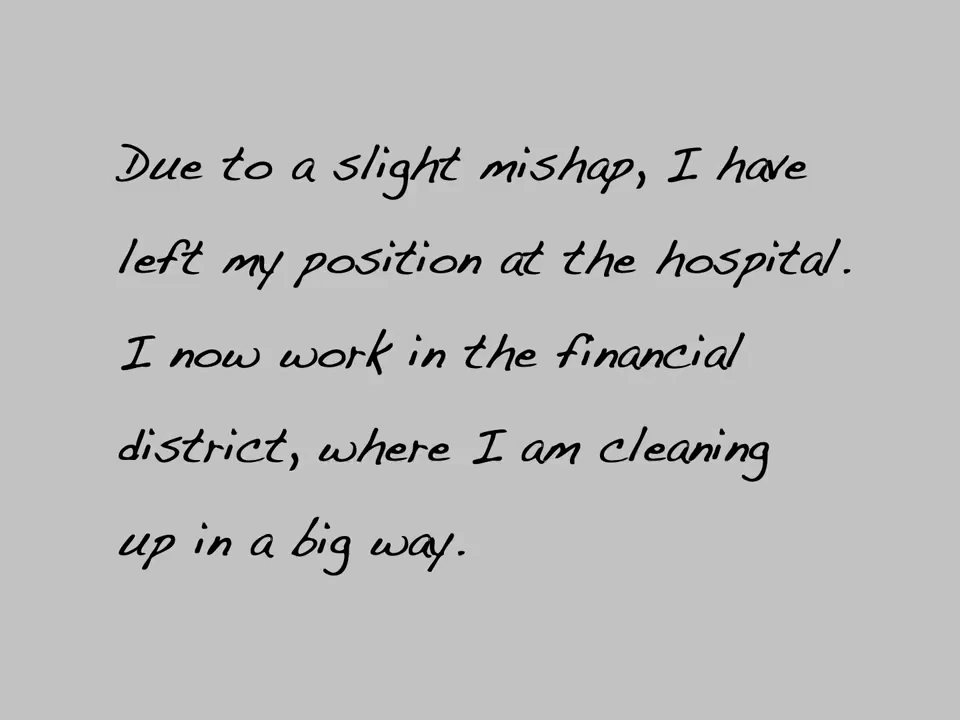 Due to a slight mishap, I have
left my position at the hospital.
I now work in the financial
district, where I am cleaning
up in a big way.